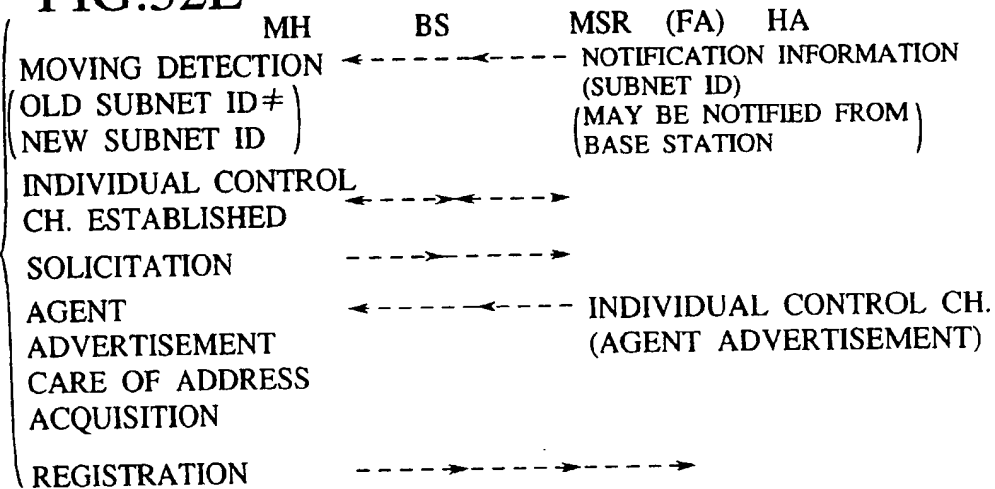 FIG.32E
MH BS MSR (FA) HA
MOVING DETECTION NOTIFICATION INFORMATION
(OLD SUBNET ID≠ (SUBNET ID)
NEW SUBNET ID) (MAY BE NOTIFIED FROM
BASE STATION)
INDIVIDUAL CONTROL
CH. ESTABLISHED
SOLICITATION
AGENT INDIVIDUAL CONTROL CH.
ADVERTISEMENT (AGENT ADVERTISEMENT)
CARE OF ADDRESS
ACQUISITION
REGISTRATION